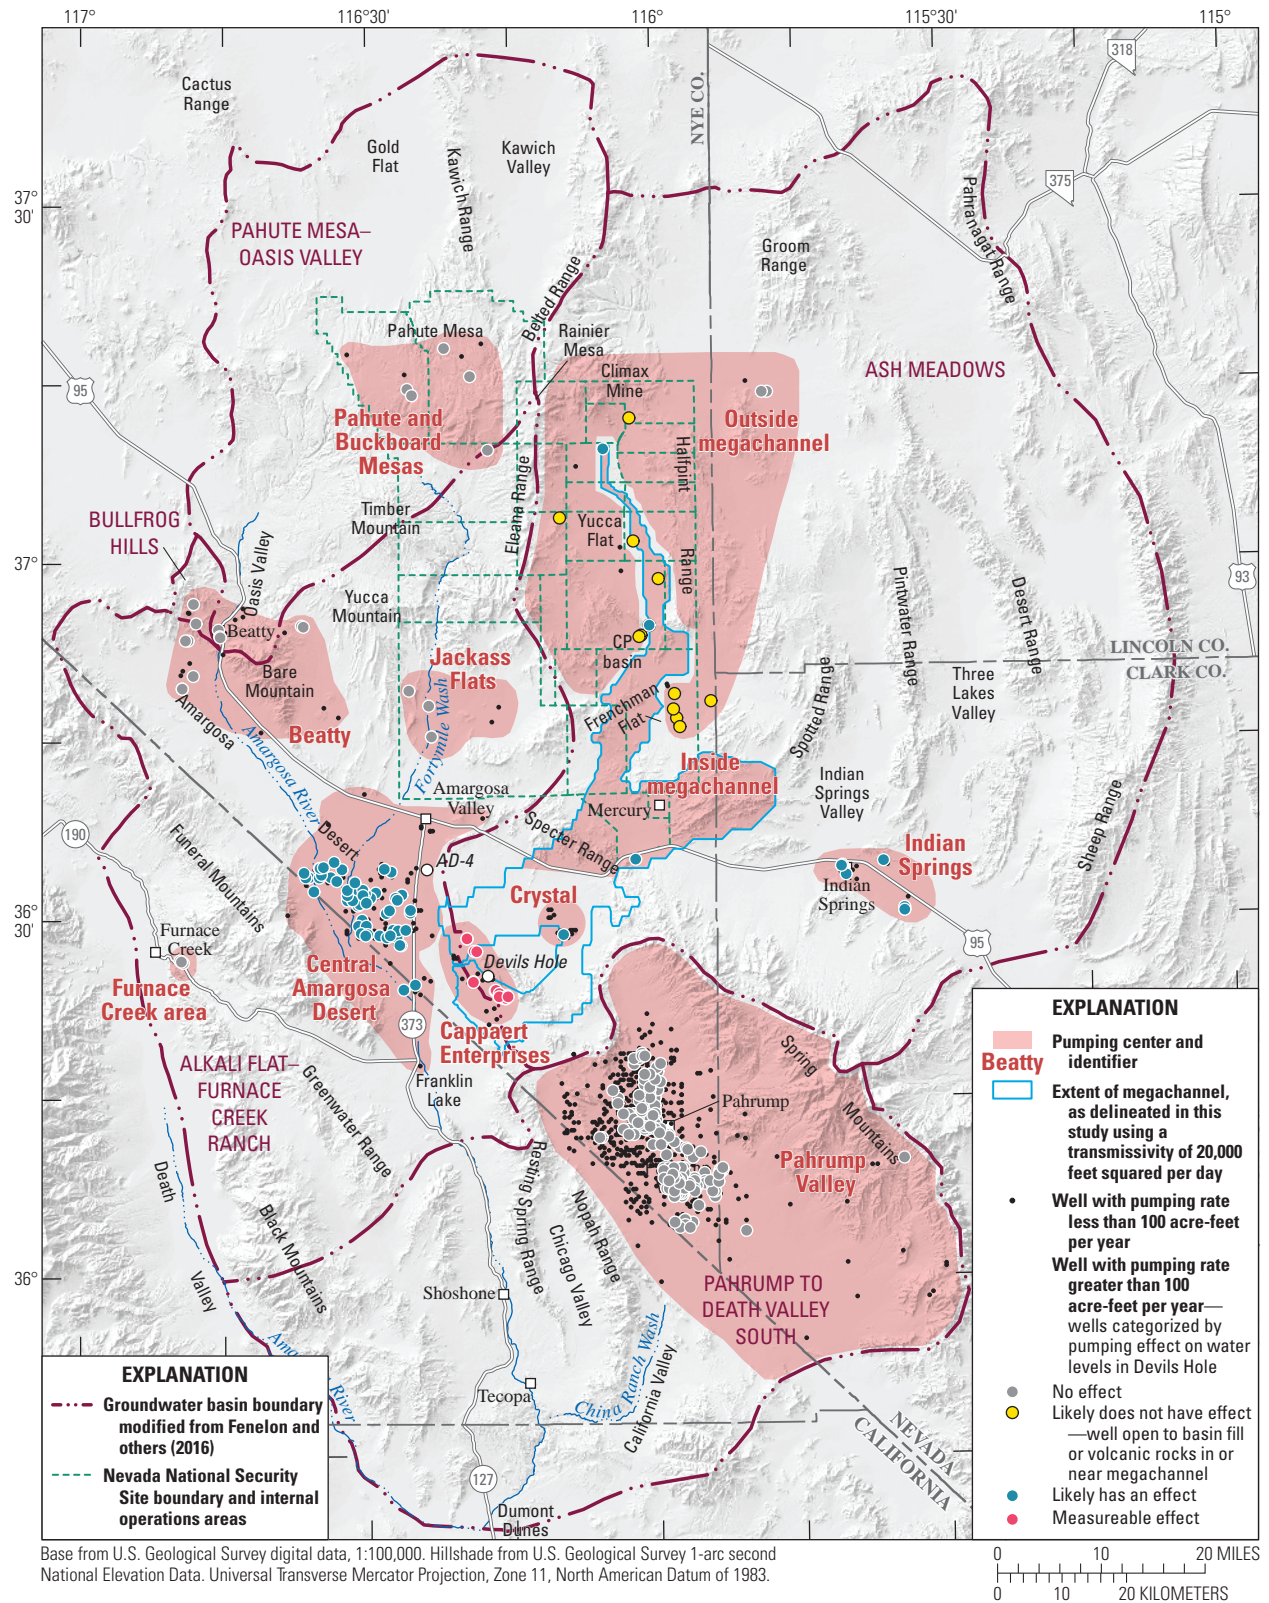 117°
116°30'
116°
115°30'
115°
318
Cactus
Range
NYE CO.
Gold
Flat
Kawich
Valley
Kawich Range
375
37°
30'
Pahranagat Range
PAHUTE MESA–
OASIS VALLEY
Groom
Range
Belted Range
Pahute Mesa
Rainier
Mesa
Climax
Mine
ASH MEADOWS
95
Pahute and
Buckboard
Mesas
Outside
megachannel
Halfpint
Range
Eleana Range
Timber
Mountain
Yucca
Flat
BULLFROG
HILLS
Oasis Valley
37°
93
Pintwater Range
Desert Range
Yucca
Mountain
Beatty
CP
basin
LINCOLN CO.
CLARK CO.
Jackass
Flats
Bare
Mountain
Three
Lakes
Valley
Spotted Range
Frenchman
Flat
Amargosa
Desert
Beatty
Amargosa River
Fortymile Wash
Inside
megachannel
Indian
Springs
Valley
Amargosa
Valley
Mercury
Sheep Range
190
Specter Range
Funeral Mountains
AD-4
Indian
Springs
Indian
Springs
Crystal
36°
30'
95
Furnace
Creek
Devils Hole
Central
Amargosa
Desert
Furnace
Creek area
373
Cappaert
Enterprises
Spring
Mountains
ALKALI FLAT–
FURNACE
CREEK
RANCH
Greenwater Range
Franklin
Lake
Pahrump
Pahrump
Valley
Death
Valley
Resting Spring Range
Nopah Range
Chicago Valley
Black Mountains
36°
Shoshone
PAHRUMP TO
DEATH VALLEY
SOUTH
China Ranch Wash
California Valley
Tecopa
NEVADA
CALIFORNIA
127
Dumont
Dunes
Ama
River
EXPLANATION
Groundwater basin boundary
modified from Fenelon and
others (2016)
Nevada National Security
Site boundary and internal
operations areas
EXPLANATION
Beatty
Pumping center and
identifier
Extent of megachannel,
as delineated in this
study using a
transmissivity of 20,000
feet squared per day
Well with pumping rate
less than 100 acre-feet
per year
Well with pumping rate
greater than 100
acre-feet per year—
wells categorized by
pumping effect on water
levels in Devils Hole
No effect
Likely does not have effect
—well open to basin fill
or volcanic rocks in or
near megachannel
Likely has an effect
Measureable effect
Base from U.S. Geological Survey digital data, 1:100,000. Hillshade from U.S. Geological Survey 1-arc second
National Elevation Data. Universal Transverse Mercator Projection, Zone 11, North American Datum of 1983.
0 10 20 MILES
0 10 20 KILOMETERS